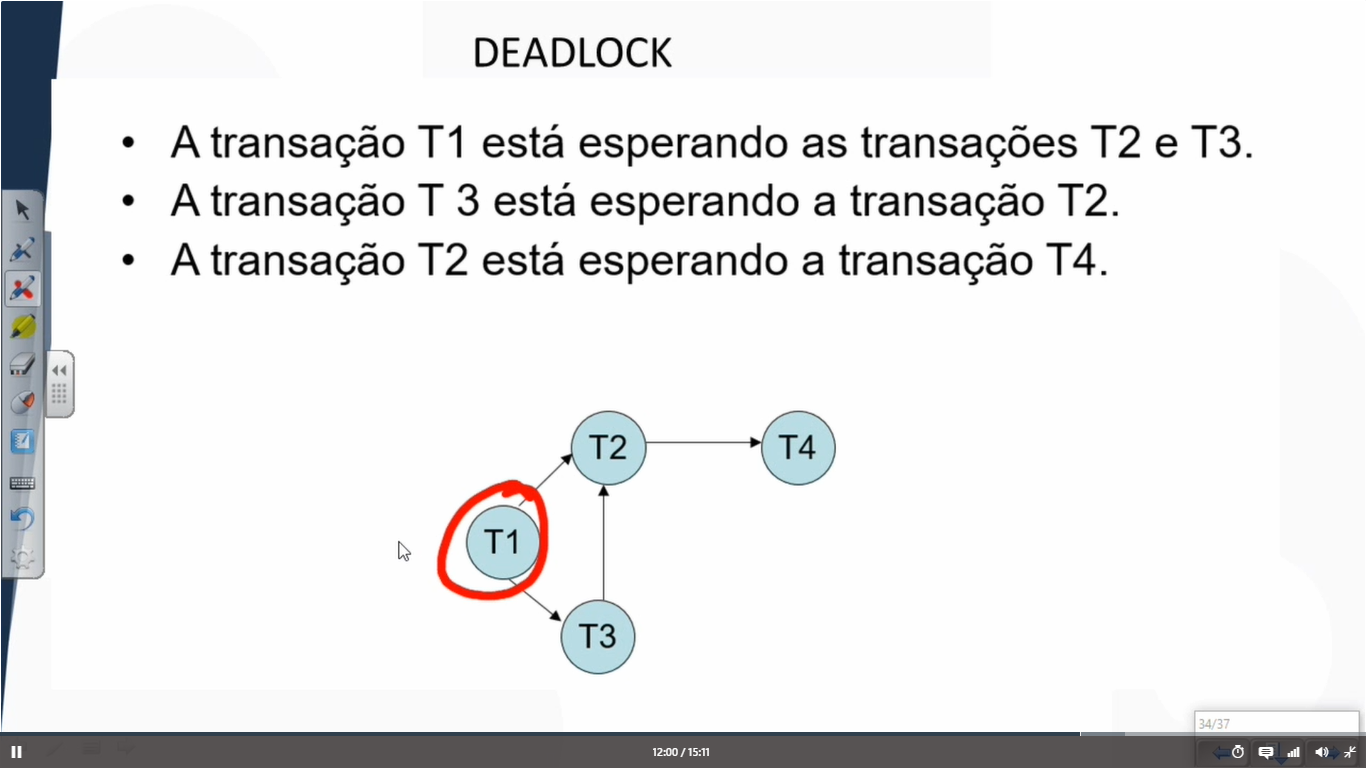 DEADLOCK
• A transação T1 está esperando as transações T2 e T3.
• A transação T 3 está esperando a transação T2.
• A transação T2 está esperando a transação T4.
T2
T4
T1
T3
34/37
12:00 / 15:11